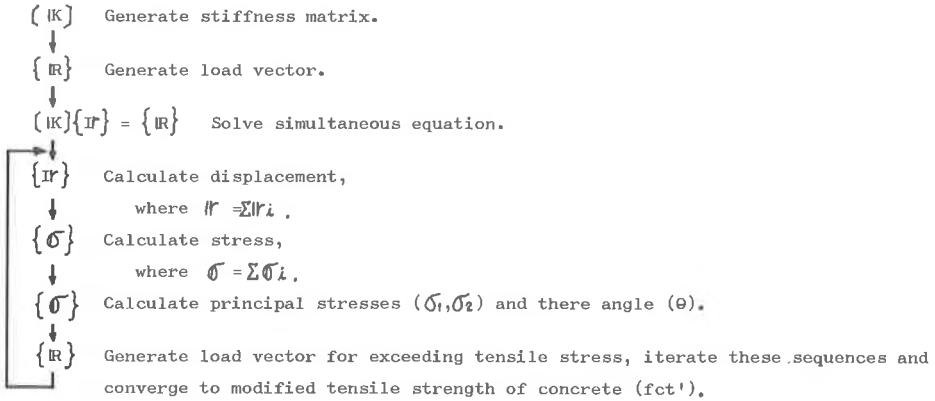 [𝕂] Generate stiffness matrix.
{ℝ} Generate load vector.
[𝕂]{𝕣} = {ℝ} Solve simultaneous equation.
{𝕣} Calculate displacement,
where 𝕣 =Σ𝕣i .
{σ} Calculate stress,
where σ = Σσi .
{σ} Calculate principal stresses (σ1,σ2) and there angle (θ).
{ℝ} Generate load vector for exceeding tensile stress, iterate these sequences and
converge to modified tensile strength of concrete (fct').